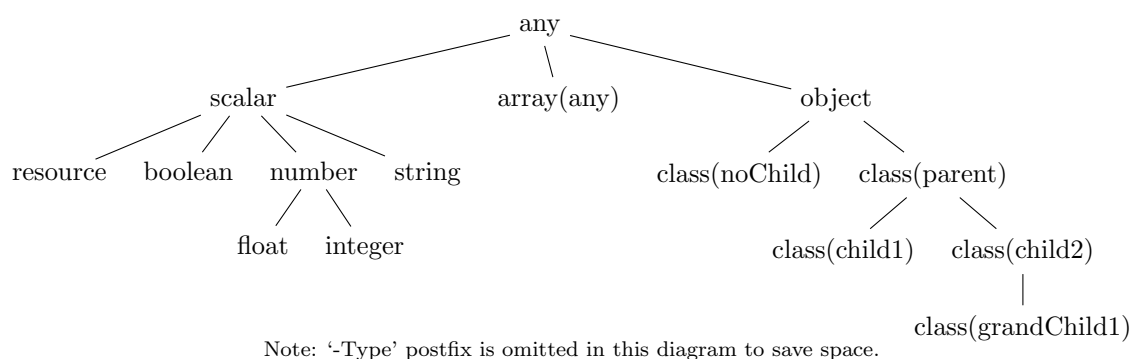 any
scalar array(any) object
resource boolean number string class(noChild) class(parent)
float integer class(child1) class(child2)
class(grandChild1)
Note: ‘-Type’ postfix is omitted in this diagram to save space.